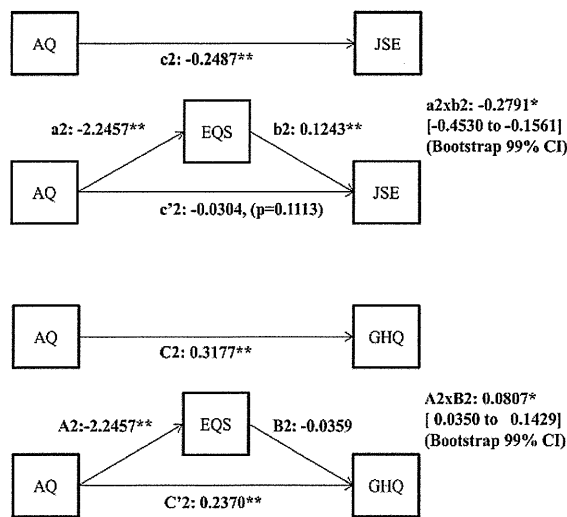 AQ
JSE
c2: -0.2487**
a2: -2.2457**
EQS
b2: 0.1243**
a2xb2: -0.2791*
[-0.4530 to -0.1561]
(Bootstrap 99% CI)
AQ
JSE
c'2: -0.0304, (p=0.1113)
AQ
GHQ
C2: 0.3177**
A2:-2.2457**
EQS
B2: -0.0359
A2xB2: 0.0807*
[ 0.0350 to 0.1429]
(Bootstrap 99% CI)
AQ
GHQ
C'2: 0.2370**